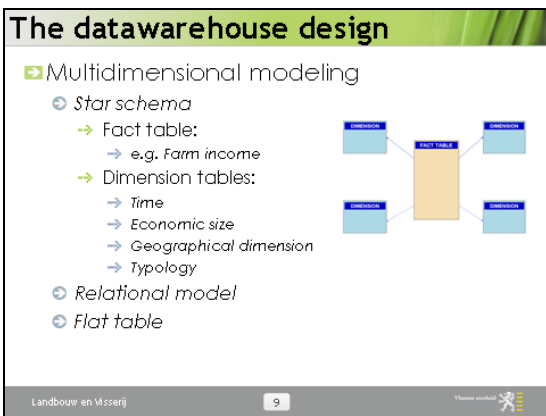 The datawarehouse design
Multidimensional modeling
Star schema
Fact table:
e.g. Farm income
Dimension tables:
Time
Economic size
Geographical dimension
Typology
Relational model
Flat table
DIMENSION
DIMENSION
FACT TABLE
DIMENSION
DIMENSION
Landbouw en Visserij
9
Vlaamse overheid